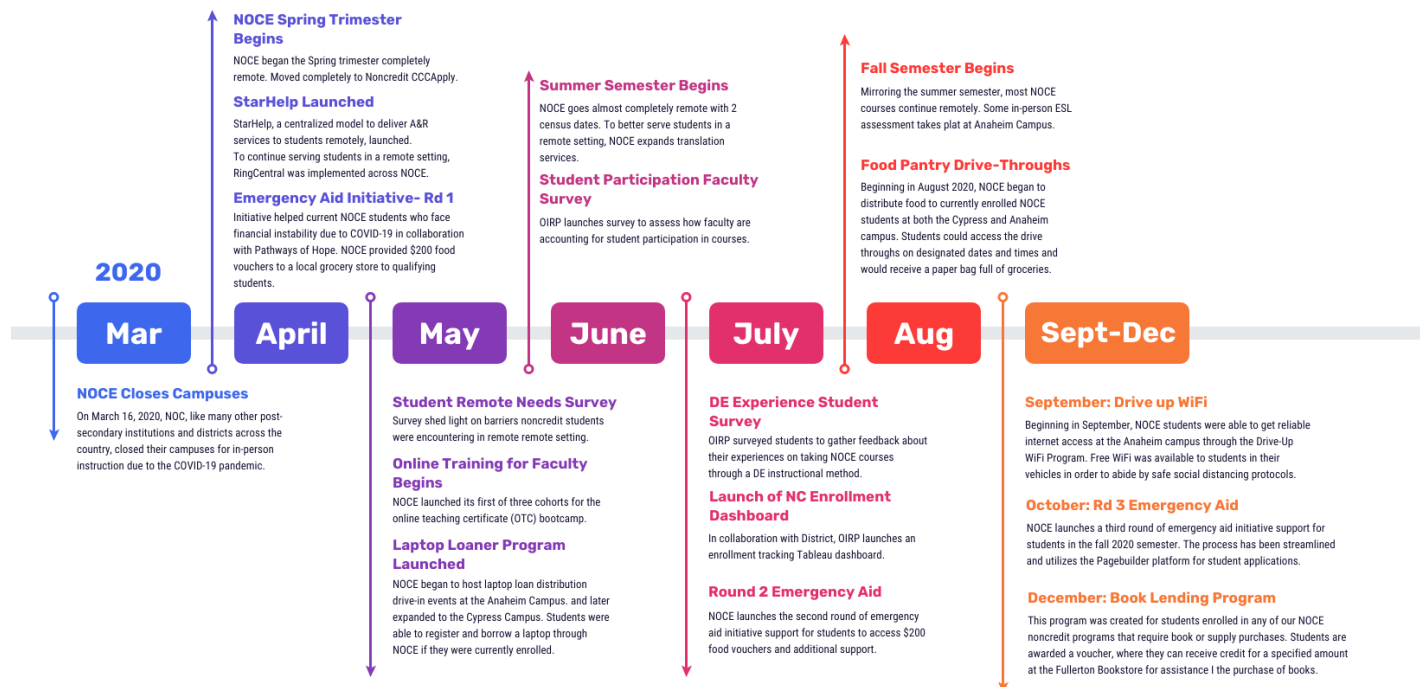 2020
Mar
NOCE Closes Campuses
On March 16, 2020, NOC, like many other post-
secondary institutions and districts across the
country, closed their campuses for in-person
instruction due to the COVID-19 pandemic.
NOCE Spring Trimester
Begins
NOCE began the Spring trimester completely
remote. Moved completely to Noncredit CCCApply.
StarHelp Launched
StarHelp, a centralized model to deliver A&R
services to students remotely, launched.
To continue serving students in a remote setting,
RingCentral was implemented across NOCE.
Emergency Aid Initiative- Rd 1
Initiative helped current NOCE students who face
financial instability due to COVID-19 in collaboration
with Pathways of Hope. NOCE provided $200 food
vouchers to a local grocery store to qualifying
students.
April
May
Student Remote Needs Survey
Survey shed light on barriers noncredit students
were encountering in remote remote setting.
Online Training for Faculty
Begins
NOCE launched its first of three cohorts for the
online teaching certificate (OTC) bootcamp.
Laptop Loaner Program
Launched
NOCE began to host laptop loan distribution
drive-in events at the Anaheim Campus. and later
expanded to the Cypress Campus. Students were
able to register and borrow a laptop through
NOCE if they were currently enrolled.
Summer Semester Begins
NOCE goes almost completely remote with 2
census dates. To better serve students in a
remote setting, NOCE expands translation
services.
Student Participation Faculty
Survey
OIRP launches survey to assess how faculty are
accounting for student participation in courses.
June
July
DE Experience Student
Survey
OIRP surveyed students to gather feedback about
their experiences on taking NOCE courses
through a DE instructional method.
Launch of NC Enrollment
Dashboard
In collaboration with District, OIRP launches an
enrollment tracking Tableau dashboard.
Round 2 Emergency Aid
NOCE launches the second round of emergency
aid initiative support for students to access $200
food vouchers and additional support.
Fall Semester Begins
Mirroring the summer semester, most NOCE
courses continue remotely. Some in-person ESL
assessment takes plat at Anaheim Campus.
Food Pantry Drive-Throughs
Beginning in August 2020, NOCE began to
distribute food to currently enrolled NOCE
students at both the Cypress and Anaheim
campus. Students could access the drive
throughs on designated dates and times and
would receive a paper bag full of groceries.
Aug
Sept-Dec
September: Drive up WiFi
Beginning in September, NOCE students were able to get reliable
internet access at the Anaheim campus through the Drive-Up
WiFi Program. Free WiFi was available to students in their
vehicles in order to abide by safe social distancing protocols.
October: Rd 3 Emergency Aid
NOCE launches a third round of emergency aid initiative support for
students in the fall 2020 semester. The process has been streamlined
and utilizes the Pagebuilder platform for student applications.
December: Book Lending Program
This program was created for students enrolled in any of our NOCE
noncredit programs that require book or supply purchases. Students are
awarded a voucher, where they can receive credit for a specified amount
at the Fullerton Bookstore for assistance I the purchase of books.